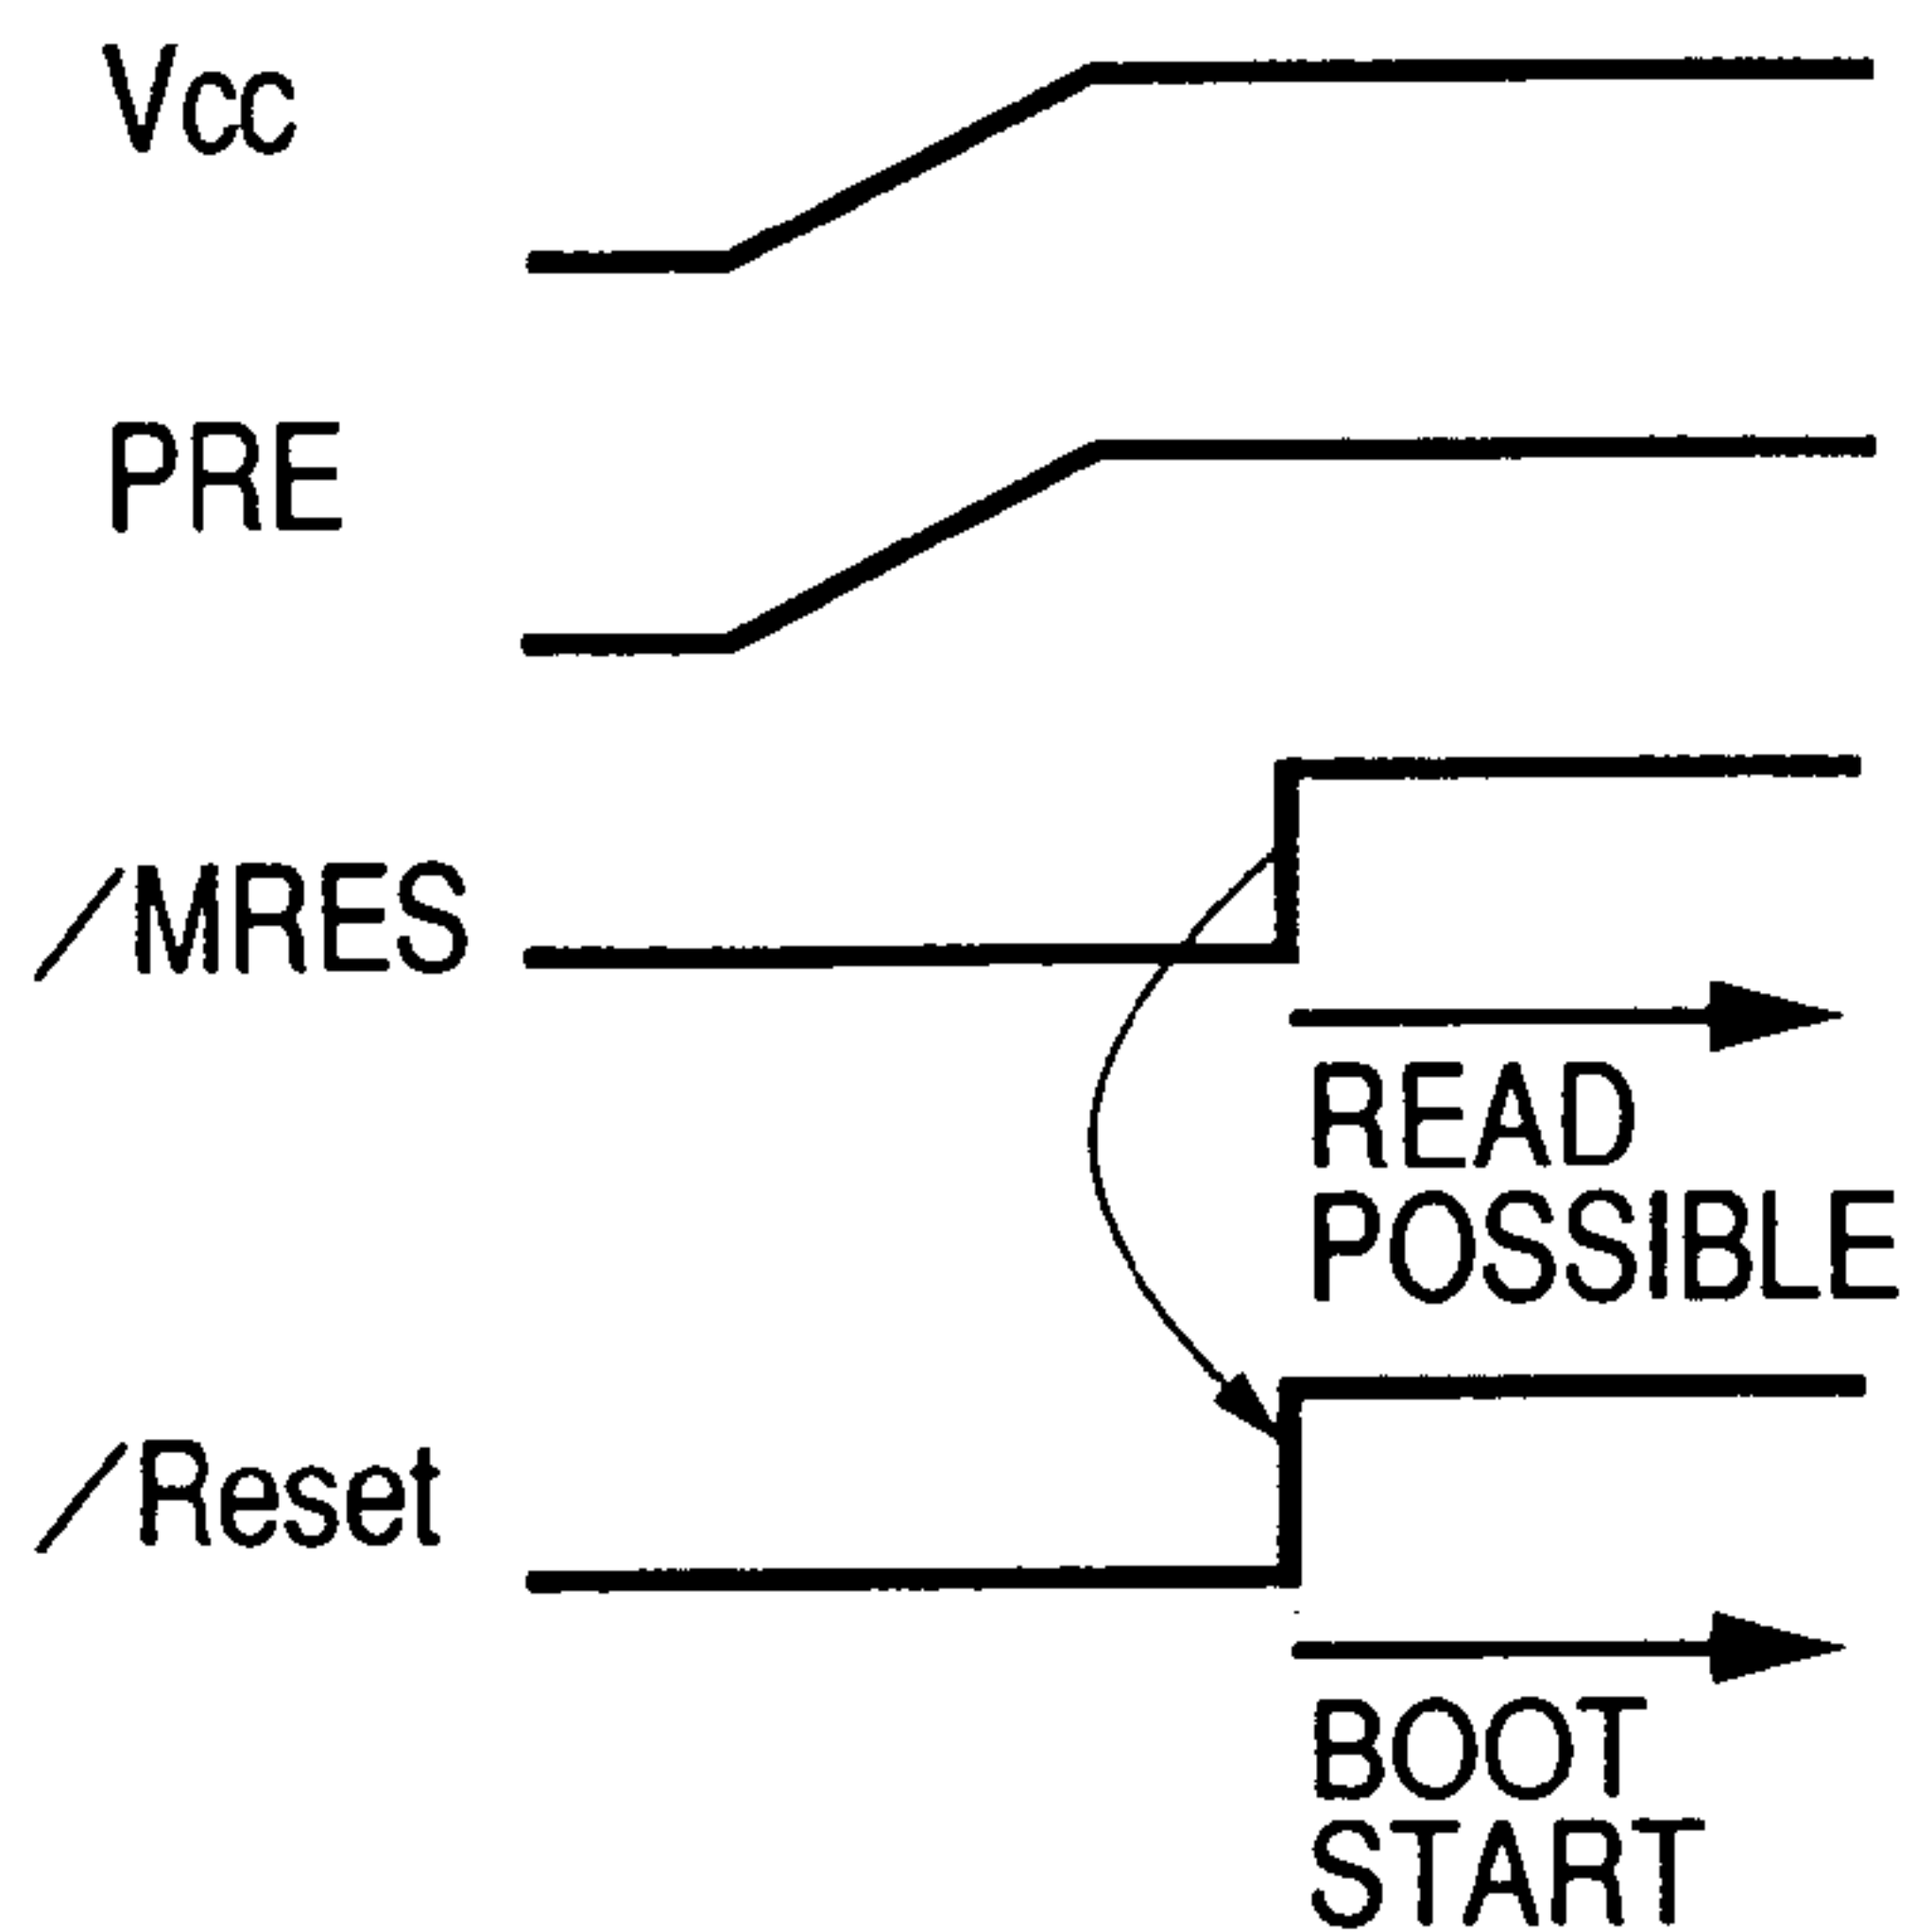 Vcc
PRE
/MRES
READ
POSSIBLE
/Reset
BOOT
START